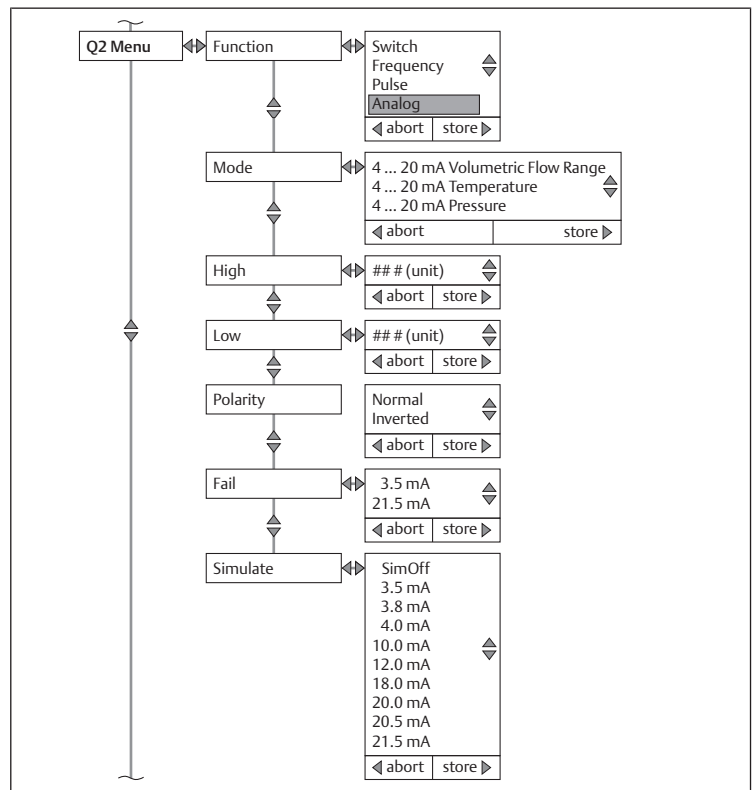 Q2 Menu
Function
Switch
Frequency
Pulse
Analog
abort
store
Mode
4 ... 20 mA Volumetric Flow Range
4 ... 20 mA Temperature
4 ... 20 mA Pressure
abort
store
High
## # (unit)
abort
store
Low
## # (unit)
abort
store
Polarity
Normal
Inverted
abort
store
Fail
3.5 mA
21.5 mA
abort
store
Simulate
SimOff
3.5 mA
3.8 mA
4.0 mA
10.0 mA
12.0 mA
18.0 mA
20.0 mA
20.5 mA
21.5 mA
abort
store